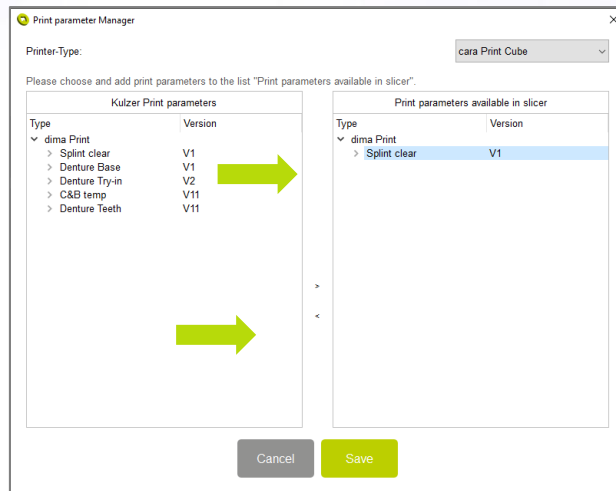 Print parameter Manager
Printer-Type:
cara Print Cube
Please choose and add print parameters to the list "Print parameters available in slicer".
Kulzer Print parameters
Type Version
dima Print
Splint clear V1
Denture Base V1
Denture Try-in V2
C&B temp V11
Denture Teeth V11
>
<
Print parameters available in slicer
Type Version
dima Print
Splint clear V1
Cancel
Save